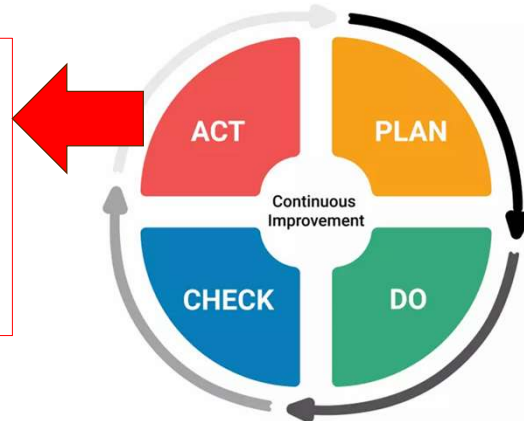 ACT
PLAN
Continuous
Improvement
CHECK
DO